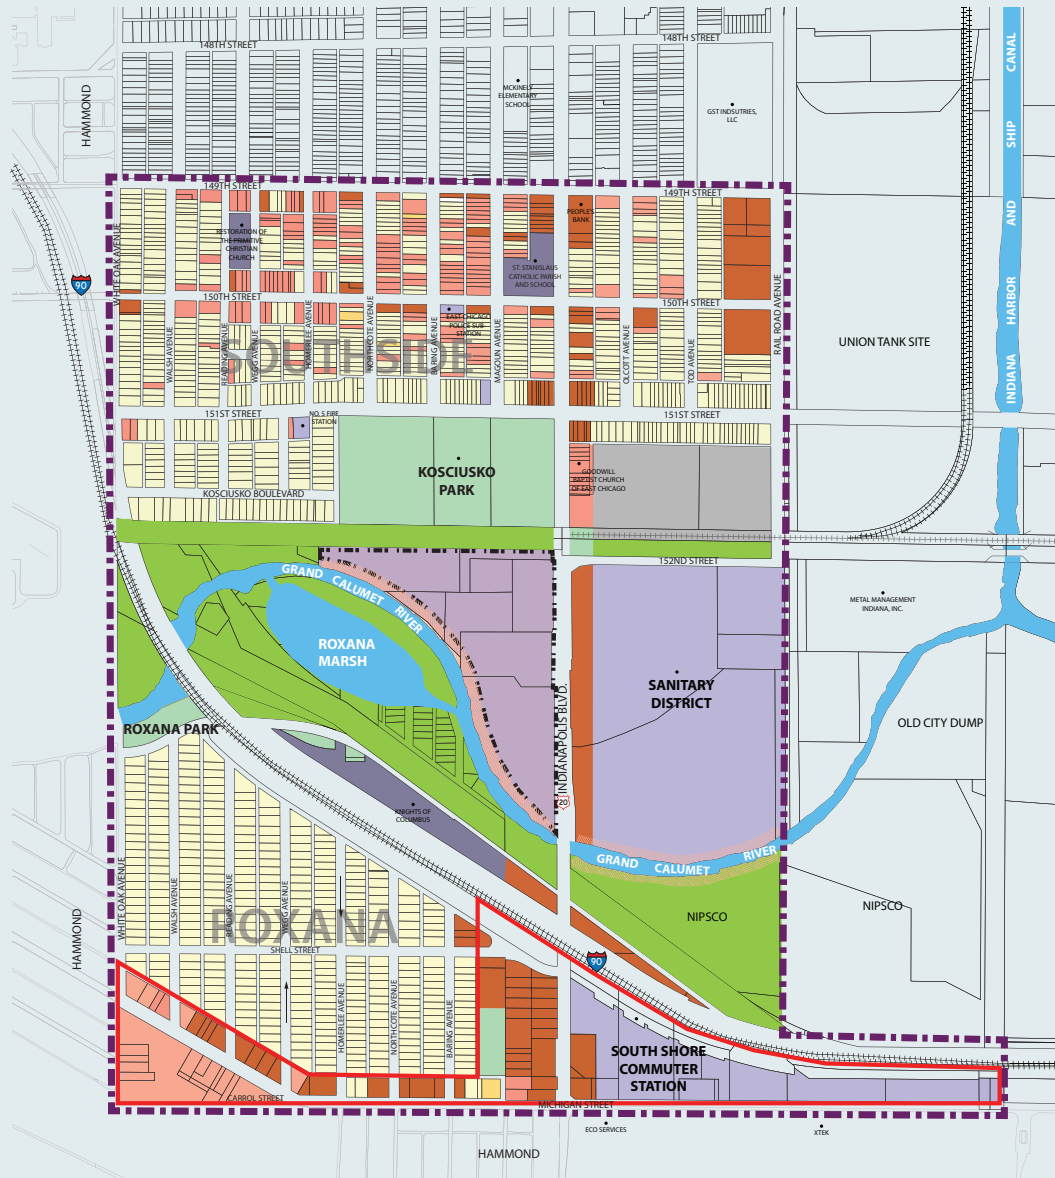 148TH STREET
148TH STREET
CANAL
SHIP
AND
HARBOR
INDIANA
HAMMOND
MCKINELY
ELEMENTARY
SCHOOL
GST INDSUTRIES,
LLC
149TH STREET
149TH STREET
PEOPLE'S
BANK
RESTORATION OF
THE PRIMITIVE
CHRISTIAN
CHURCH
WHITE OAK AVENUE
ST. STANISLAUS
CATHOLIC PARISH
AND SCHOOL
90
150TH STREET
150TH STREET
EAST CHICAGO
POLICE SUB
STATION
WALSH AVENUE
READING AVENUE
WEGG AVENUE
HOMERLEE AVENUE
NORTHCOTE AVENUE
BARING AVENUE
MAGOUN AVENUE
OLCOTT AVENUE
TOD AVENUE
RAIL ROAD AVENUE
SOUTHSIDE
UNION TANK SITE
151ST STREET
NO. 5 FIRE
STATION
151ST STREET
KOSCIUSKO
PARK
GOODWILL
BAPTIST CHURCH
OF EAST CHICAGO
KOSCIUSKO BOULEVARD
152ND STREET
GRAND CALUMET RIVER
METAL MANAGEMENT
INDIANA, INC.
ROXANA
MARSH
SANITARY
DISTRICT
INDIANAPOLIS BLVD.
OLD CITY DUMP
ROXANA PARK
20
KNIGHTS OF
COLUMBUS
GRAND CALUMET RIVER
WHITE OAK AVENUE
WALSH AVENUE
READING AVENUE
WEGG AVENUE
ROXANA
NIPSCO
NIPSCO
HAMMOND
SHELL STREET
90
HOMERLEE AVENUE
NORTHCOTE AVENUE
BARING AVENUE
SOUTH SHORE
COMMUTER
STATION
CARROL STREET
MICHIGAN STREET
ECO SERVICES
XTEK
HAMMOND